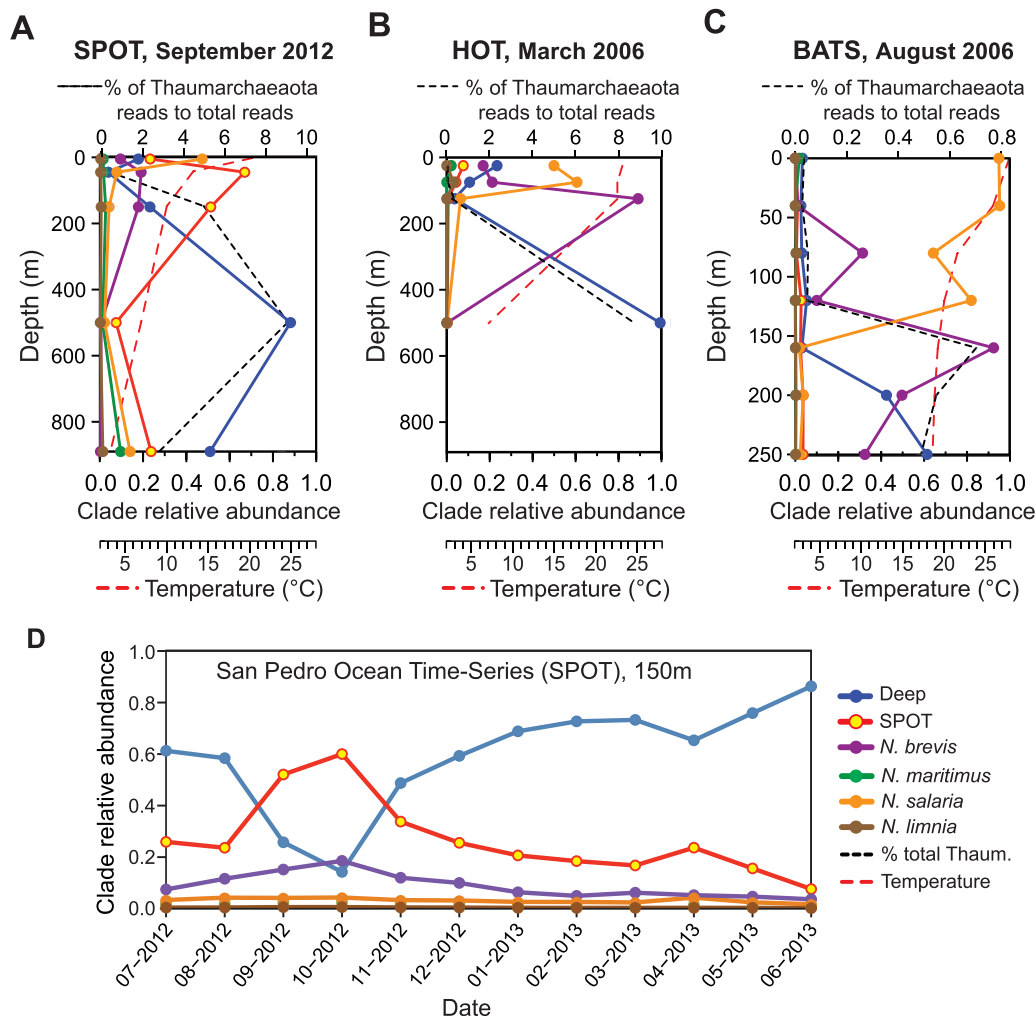 A
SPOT, September 2012
% of Thaumarchaeaota
reads to total reads
0 2 4 6 8 10
0
200
400
600
800
Depth (m)
0.0 0.2 0.4 0.6 0.8 1.0
Clade relative abundance
5 10 15 20 25
Temperature (°C)
B
HOT, March 2006
% of Thaumarchaeaota
reads to total reads
0 2 4 6 8 10
0
200
400
600
800
Depth (m)
0.0 0.2 0.4 0.6 0.8 1.0
Clade relative abundance
5 10 15 20 25
Temperature (°C)
C
BATS, August 2006
% of Thaumarchaeaota
reads to total reads
0.0 0.2 0.4 0.6 0.8
0
50
100
150
200
250
Depth (m)
0.0 0.2 0.4 0.6 0.8 1.0
Clade relative abundance
5 10 15 20 25
Temperature (°C)
D
San Pedro Ocean Time-Series (SPOT), 150m
1.0
0.8
0.6
0.4
0.2
0.0
Clade relative abundance
07−2012
08−2012
09−2012
10−2012
11−2012
12−2012
01−2013
02−2013
03−2013
04−2013
05−2013
06−2013
Date
Deep
SPOT
N. brevis
N. maritimus
N. salaria
N. limnia
% total Thaum.
Temperature